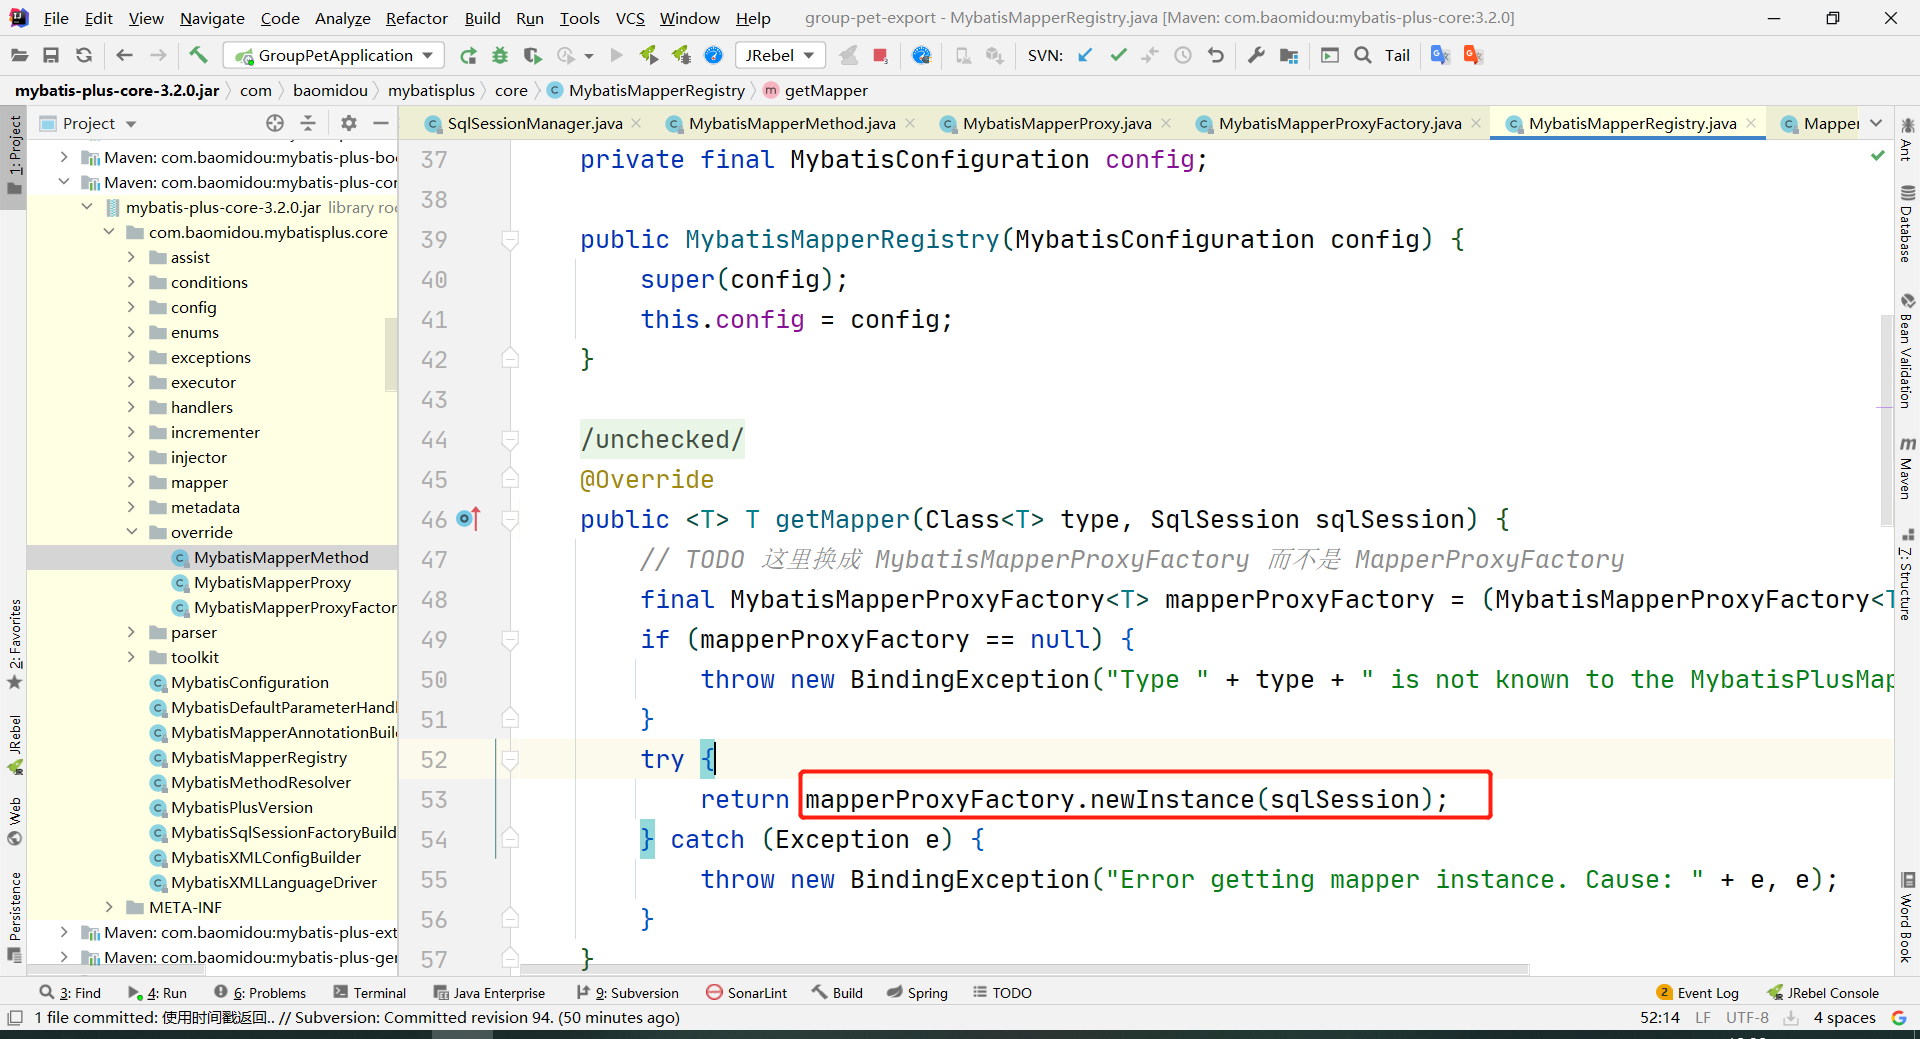 File Edit View Navigate Code Analyze Refactor Build Run Tools VCS Window Help group-pet-export - MybatisMapperRegistry.java [Maven: com.baomidou:mybatis-plus-core:3.2.0]
GroupPetApplication JRebel SVN: Tail
mybatis-plus-core-3.2.0.jar com baomidou mybatisplus core MybatisMapperRegistry getMapper
Project
SqlSessionManager.java MybatisMapperMethod.java MybatisMapperProxy.java MybatisMapperProxyFactory.java MybatisMapperRegistry.java Mapper
1: Project
2: Favorites
JRebel
Web
Persistence
Maven: com.baomidou:mybatis-plus-bo
Maven: com.baomidou:mybatis-plus-cor
mybatis-plus-core-3.2.0.jar library roo
com.baomidou.mybatisplus.core
assist
conditions
config
enums
exceptions
executor
handlers
incrementer
injector
mapper
metadata
override
MybatisMapperMethod
MybatisMapperProxy
MybatisMapperProxyFactor
parser
toolkit
MybatisConfiguration
MybatisDefaultParameterHandl
MybatisMapperAnnotationBuil
MybatisMapperRegistry
MybatisMethodResolver
MybatisPlusVersion
MybatisSqlSessionFactoryBuild
MybatisXMLConfigBuilder
MybatisXMLLanguageDriver
META-INF
Maven: com.baomidou:mybatis-plus-ext
Maven: com.baomidou:mybatis-plus-ger
37 private final MybatisConfiguration config;
38
39 public MybatisMapperRegistry(MybatisConfiguration config) {
40 super(config);
41 this.config = config;
42 }
43
44 /unchecked/
45 @Override
46 public <T> T getMapper(Class<T> type, SqlSession sqlSession) {
47 // TODO 这里换成 MybatisMapperProxyFactory 而不是 MapperProxyFactory
48 final MybatisMapperProxyFactory<T> mapperProxyFactory = (MybatisMapperProxyFactory<T
49 if (mapperProxyFactory == null) {
50 throw new BindingException("Type " + type + " is not known to the MybatisPlusMap
51 }
52 try {
53 return mapperProxyFactory.newInstance(sqlSession);
54 } catch (Exception e) {
55 throw new BindingException("Error getting mapper instance. Cause: " + e, e);
56 }
57 }
Ant
Database
Bean Validation
m Maven
7: Structure
Word Book
3: Find 4: Run 6: Problems Terminal Java Enterprise 9: Subversion SonarLint Build Spring TODO 2 Event Log JRebel Console
1 file committed: 使用时间戳返回.. // Subversion: Committed revision 94. (50 minutes ago) 52:14 LF UTF-8 4 spaces